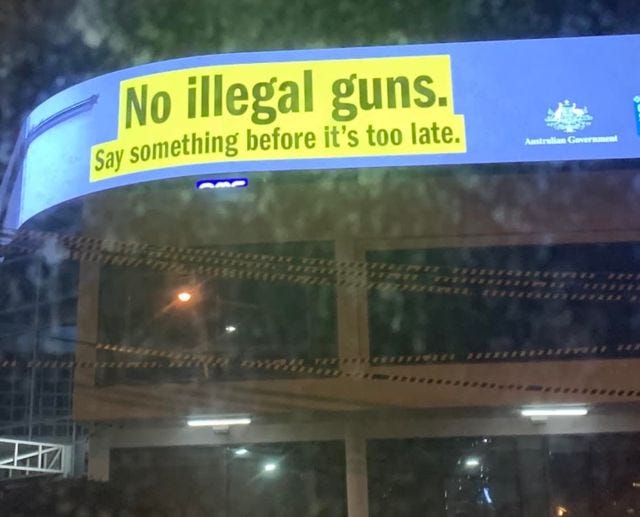 No illegal guns.
Say something before it's too late.
Australian Government